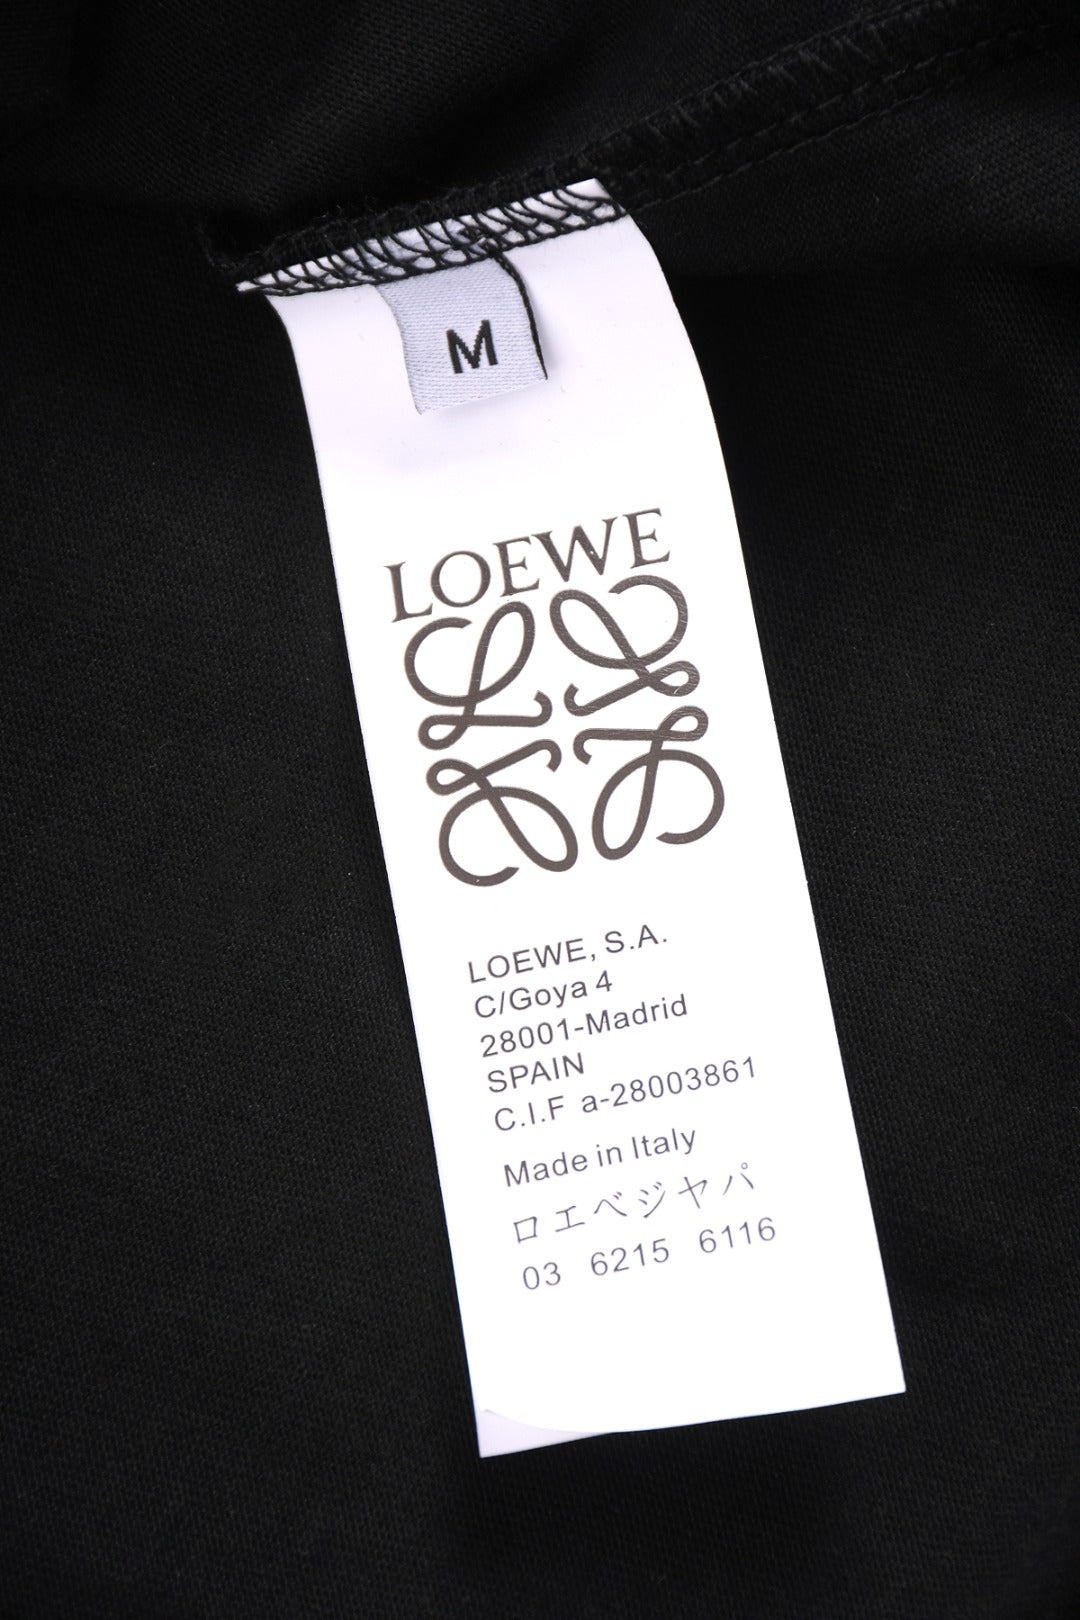 M
LOEWE
LOEWE, S.A.
C/Goya 4
28001-Madrid
SPAIN
C.I.F a-28003861
Made in Italy
ロエベジャパ
03 6215 6116